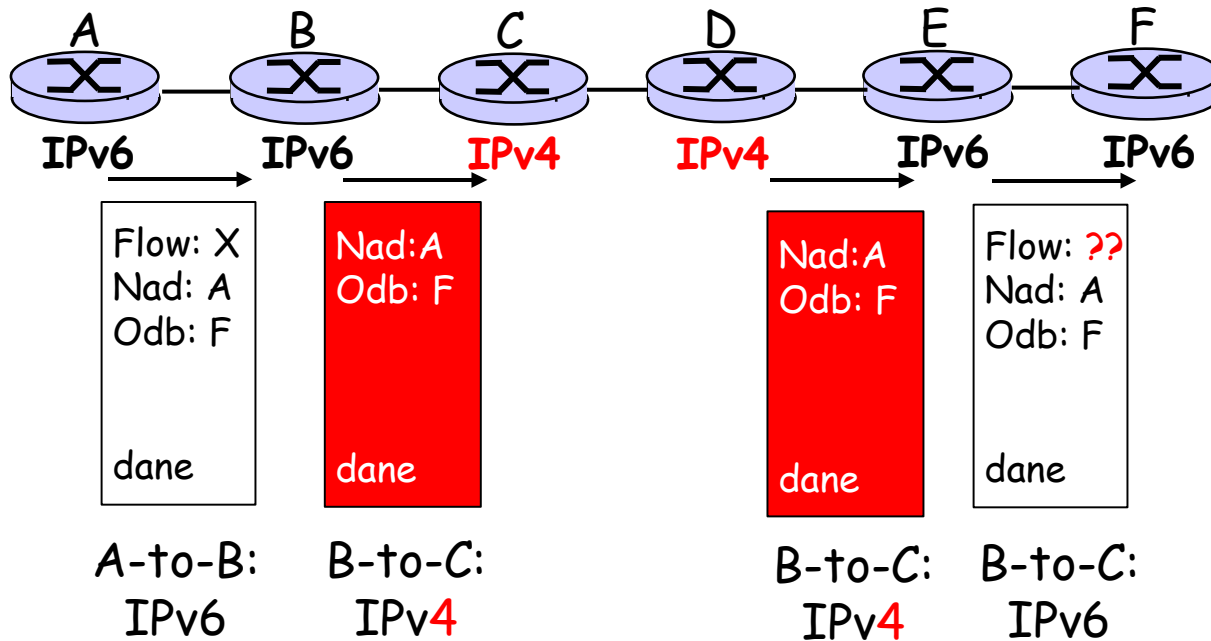 A B C D E F
IPv6 IPv6 IPv4 IPv4 IPv6 IPv6
Flow: X
Nad: A
Odb: F
dane
Nad:A
Odb: F
dane
Nad:A
Odb: F
dane
Flow: ??
Nad: A
Odb: F
dane
A-to-B:
IPv6
B-to-C:
IPv4
B-to-C:
IPv4
B-to-C:
IPv6